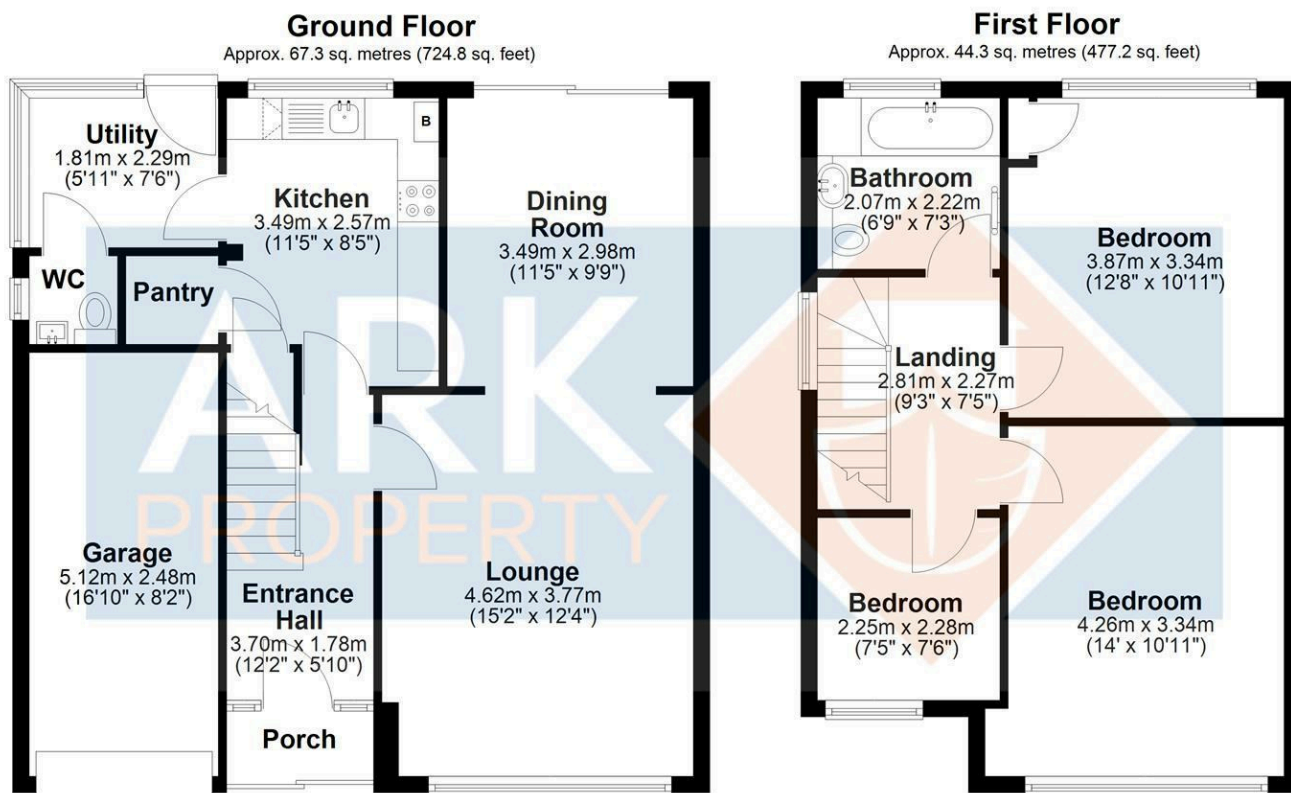 Ground Floor
Approx. 67.3 sq. metres (724.8 sq. feet)
Utility
1.81m x 2.29m
(5'11" x 7'6")
Kitchen
3.49m x 2.57m
(11'5" x 8'5")
B
Dining
Room
3.49m x 2.98m
(11'5" x 9'9")
WC
Pantry
Garage
5.12m x 2.48m
(16'10" x 8'2")
Entrance
Hall
3.70m x 1.78m
(12'2" x 5'10")
Lounge
4.62m x 3.77m
(15'2" x 12'4")
Porch
First Floor
Approx. 44.3 sq. metres (477.2 sq. feet)
Bathroom
2.07m x 2.22m
(6'9" x 7'3")
Bedroom
3.87m x 3.34m
(12'8" x 10'11")
Landing
2.81m x 2.27m
(9'3" x 7'5")
Bedroom
2.25m x 2.28m
(7'5" x 7'6")
Bedroom
4.26m x 3.34m
(14' x 10'11")
ARK
PROPERTY